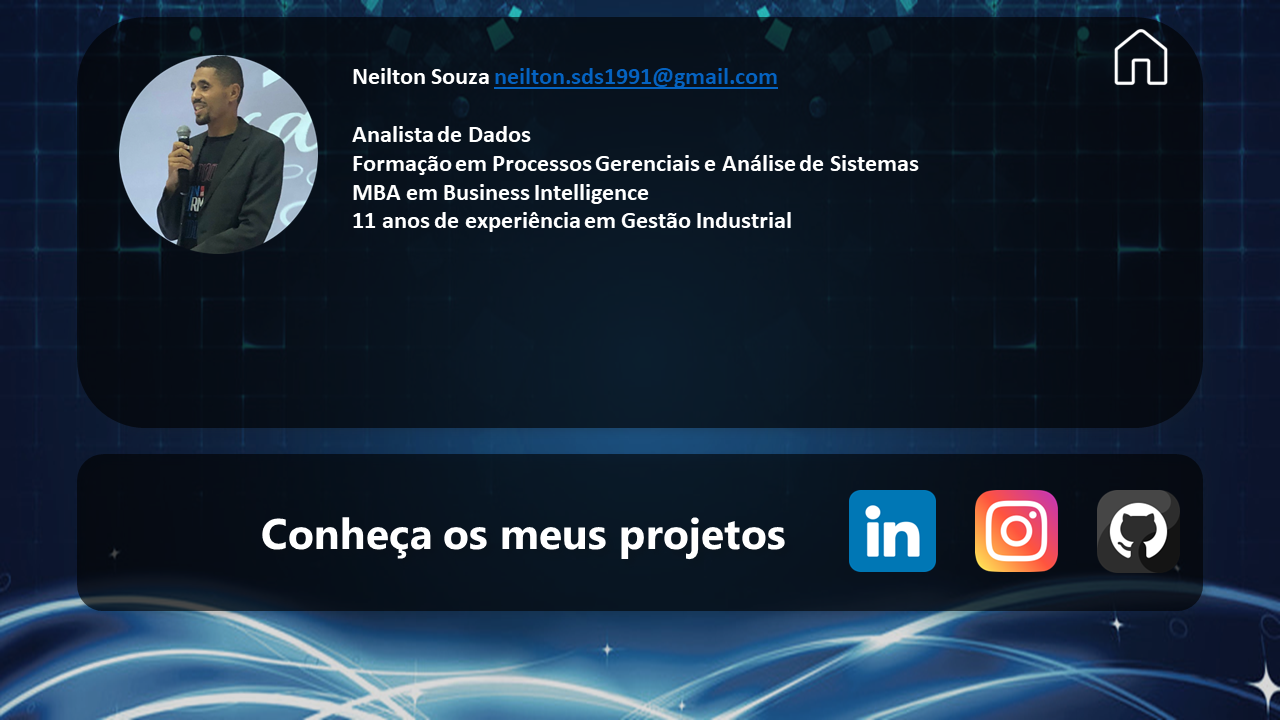 Neilton Souza neilton.sds1991@gmail.com
Analista de Dados
Formação em Processos Gerenciais e Análise de Sistemas
MBA em Business Intelligence
11 anos de experiência em Gestão Industrial
Conheça os meus projetos
in